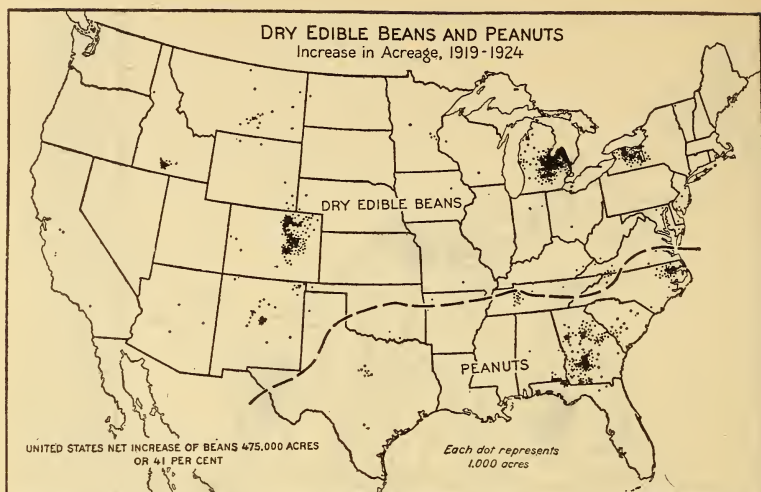 DRY EDIBLE BEANS AND PEANUTS
Increase in Acreage, 1919-1924
DRY EDIBLE BEANS
PEANUTS
UNITED STATES NET INCREASE OF BEANS 475,000 ACRES
OR 41 PER CENT
Each dot represents
1,000 acres